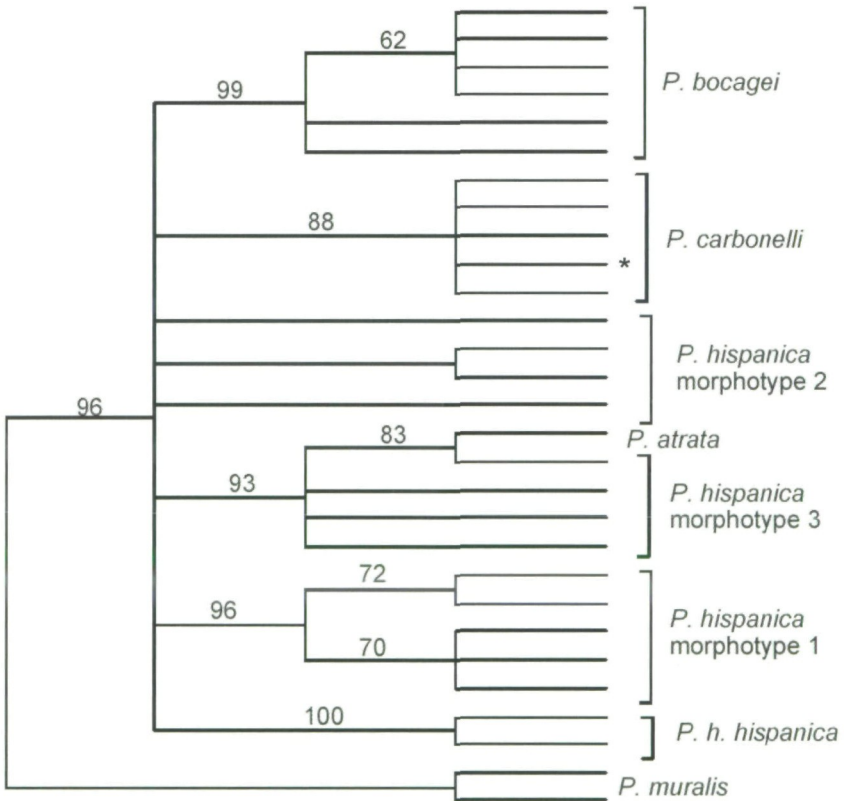 62
99
P. bocagei
88
P. carbonelli
*
P. hispanica
morphotype 2
96
83
P. atrata
93
P. hispanica
morphotype 3
72
96
P. hispanica
morphotype 1
70
100
P. h. hispanica
P. muralis